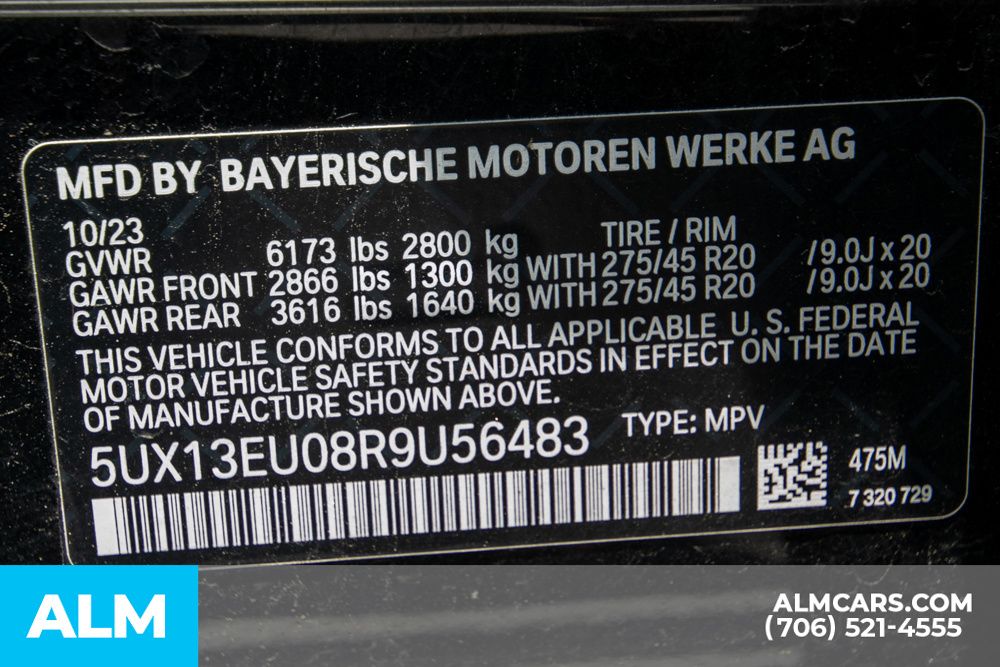 MFD BY BAYERISCHE MOTOREN WERKE AG
10/23 TIRE / RIM
GVWR 6173 lbs 2800 kg
GAWR FRONT 2866 lbs 1300 kg WITH 275/45 R20 /9.0J x 20
GAWR REAR 3616 lbs 1640 kg WITH 275/45 R20 /9.0J x 20
THIS VEHICLE CONFORMS TO ALL APPLICABLE U. S. FEDERAL
MOTOR VEHICLE SAFETY STANDARDS IN EFFECT ON THE DATE
OF MANUFACTURE SHOWN ABOVE.
5UX13EU08R9U56483 TYPE: MPV
475M
7 320 729
ALM
ALMCARS.COM
(706) 521-4555